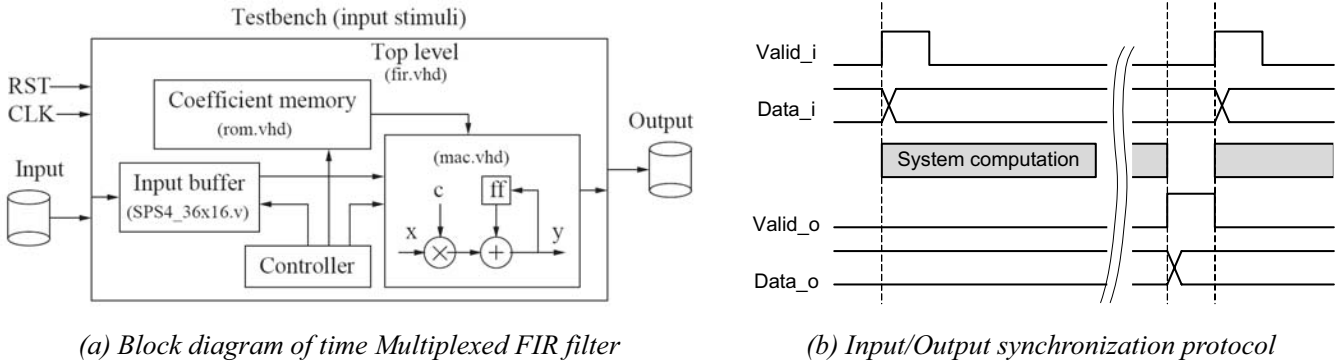 Testbench (input stimuli)
Top level
(fir.vhd)
RST
CLK
Coefficient memory
(rom.vhd)
Input
Input buffer
(SPS4_36x16.v)
Controller
(mac.vhd)
ff
c
x
y
×
+
Output
(a) Block diagram of time Multiplexed FIR filter
Valid_i
Data_i
System computation
Valid_o
Data_o
(b) Input/Output synchronization protocol